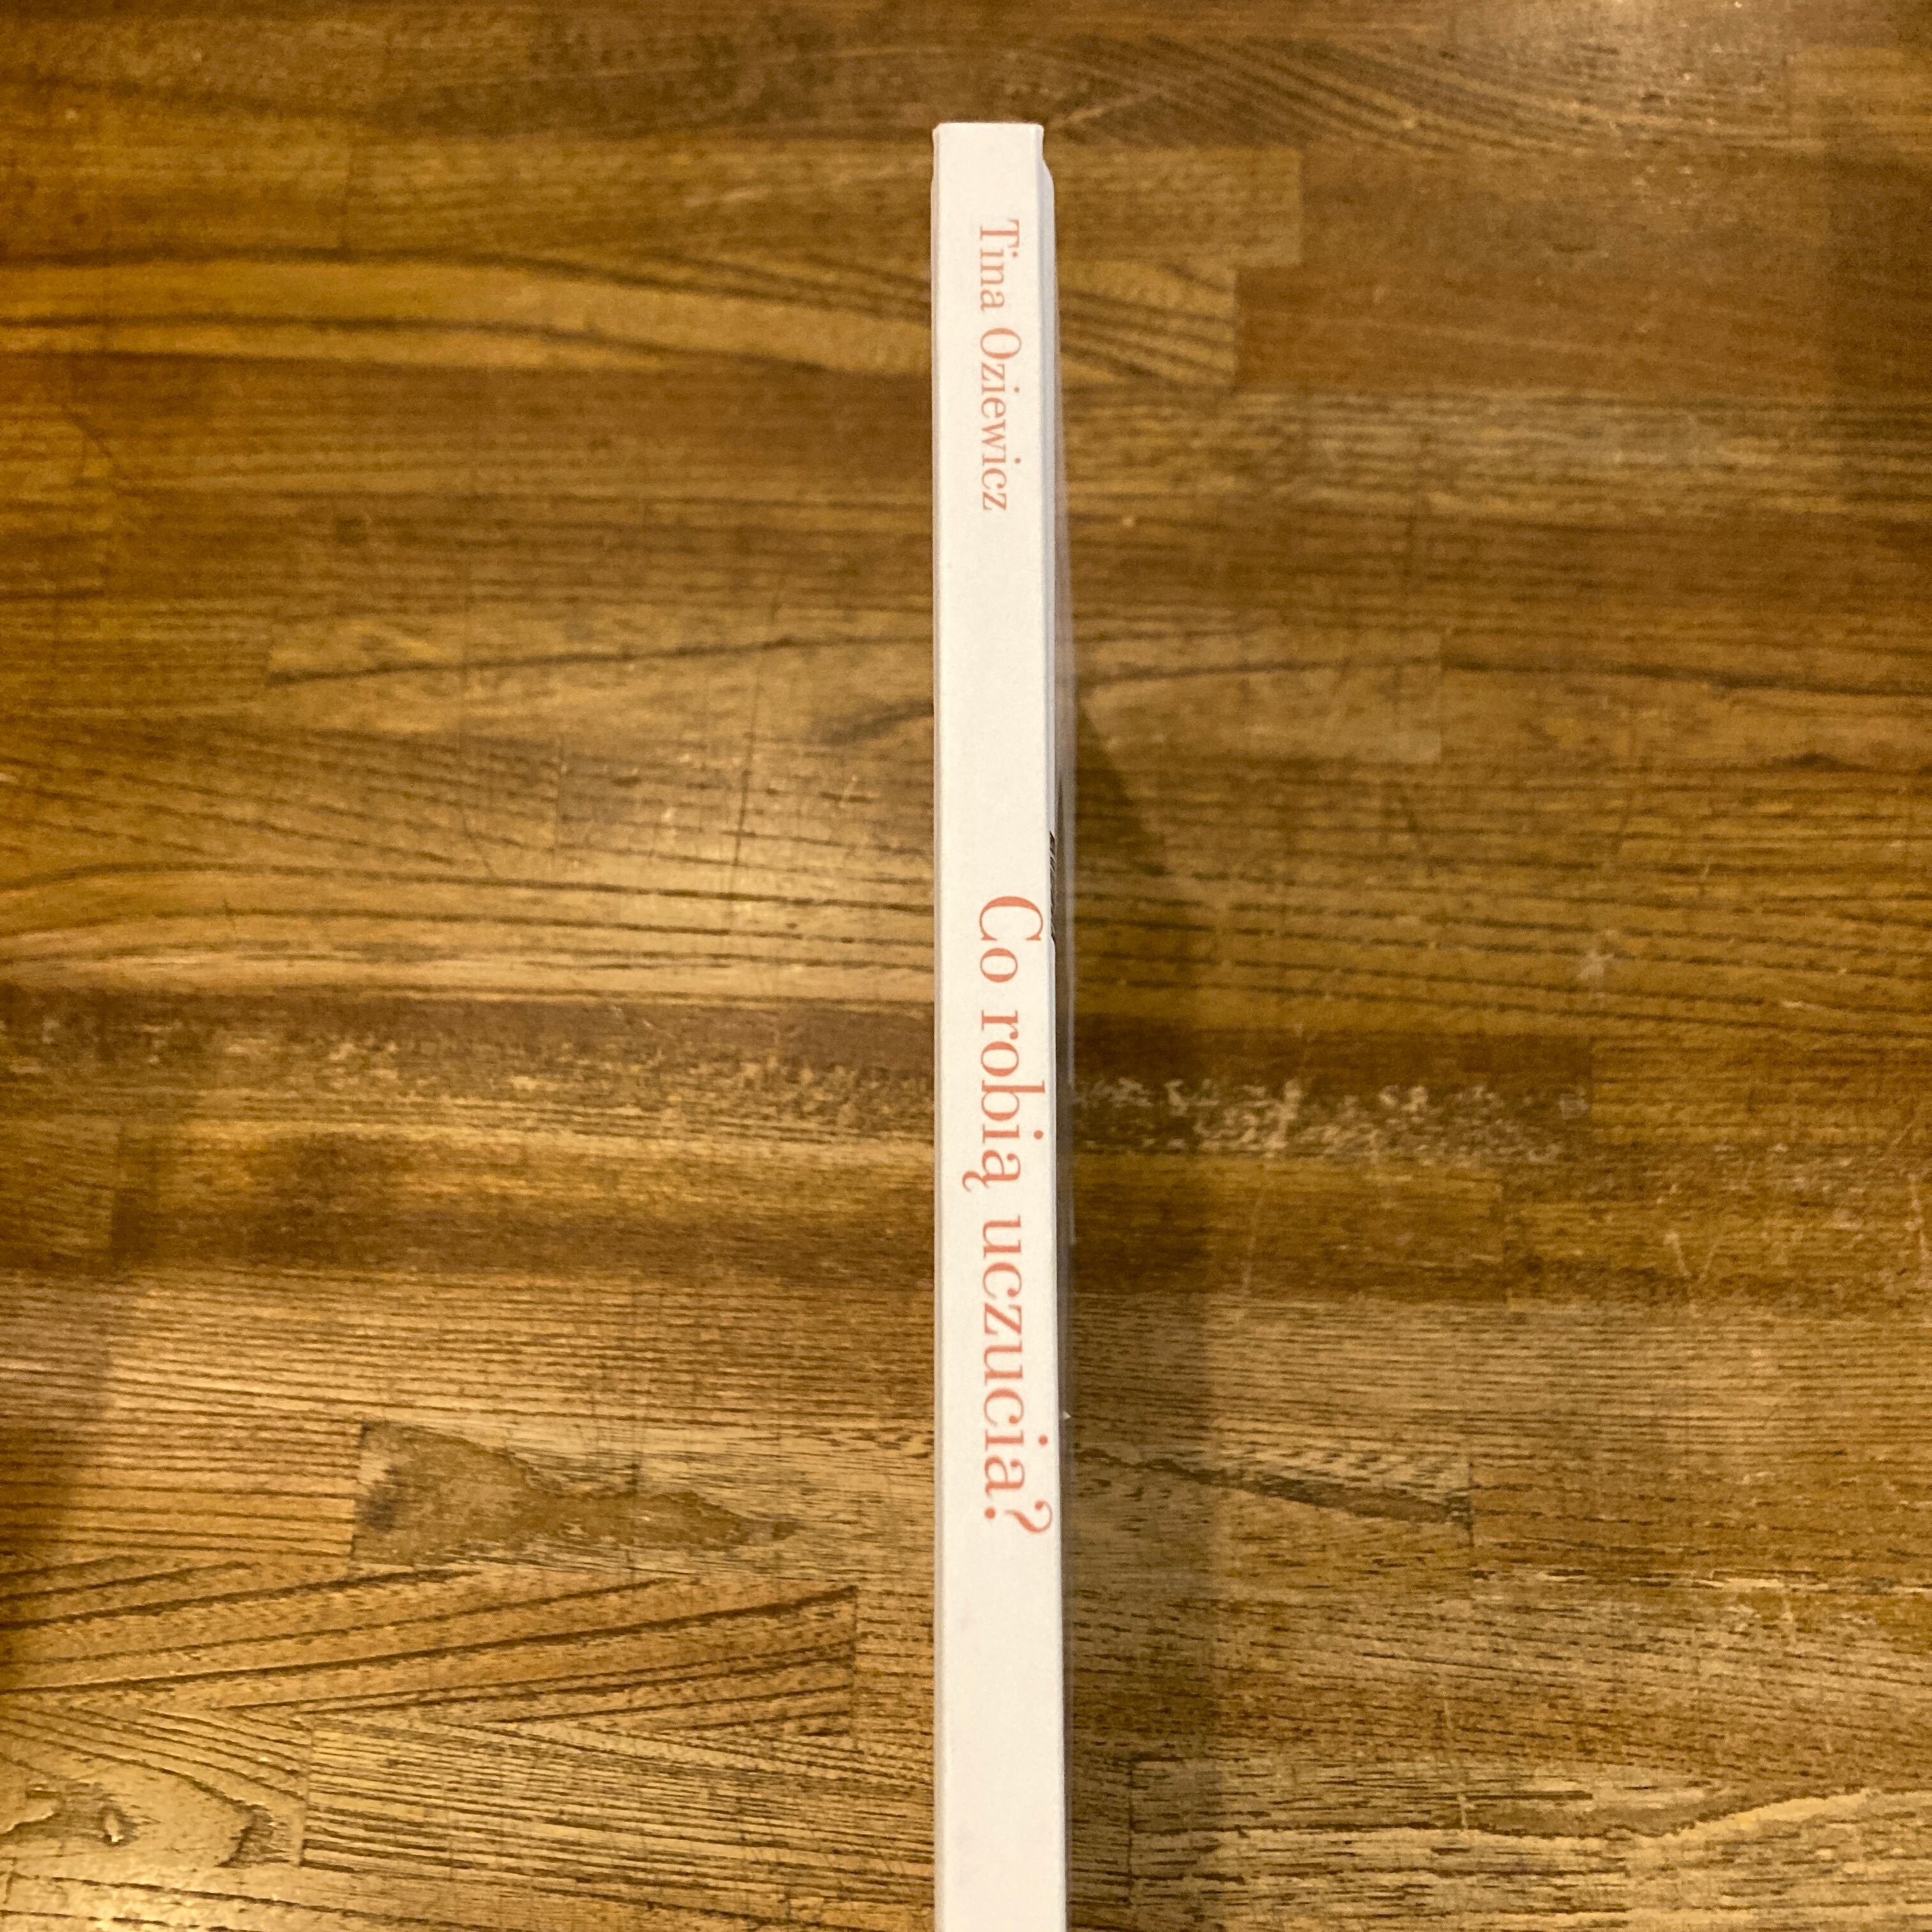 Tina Oziewicz
Co robią uczucia?